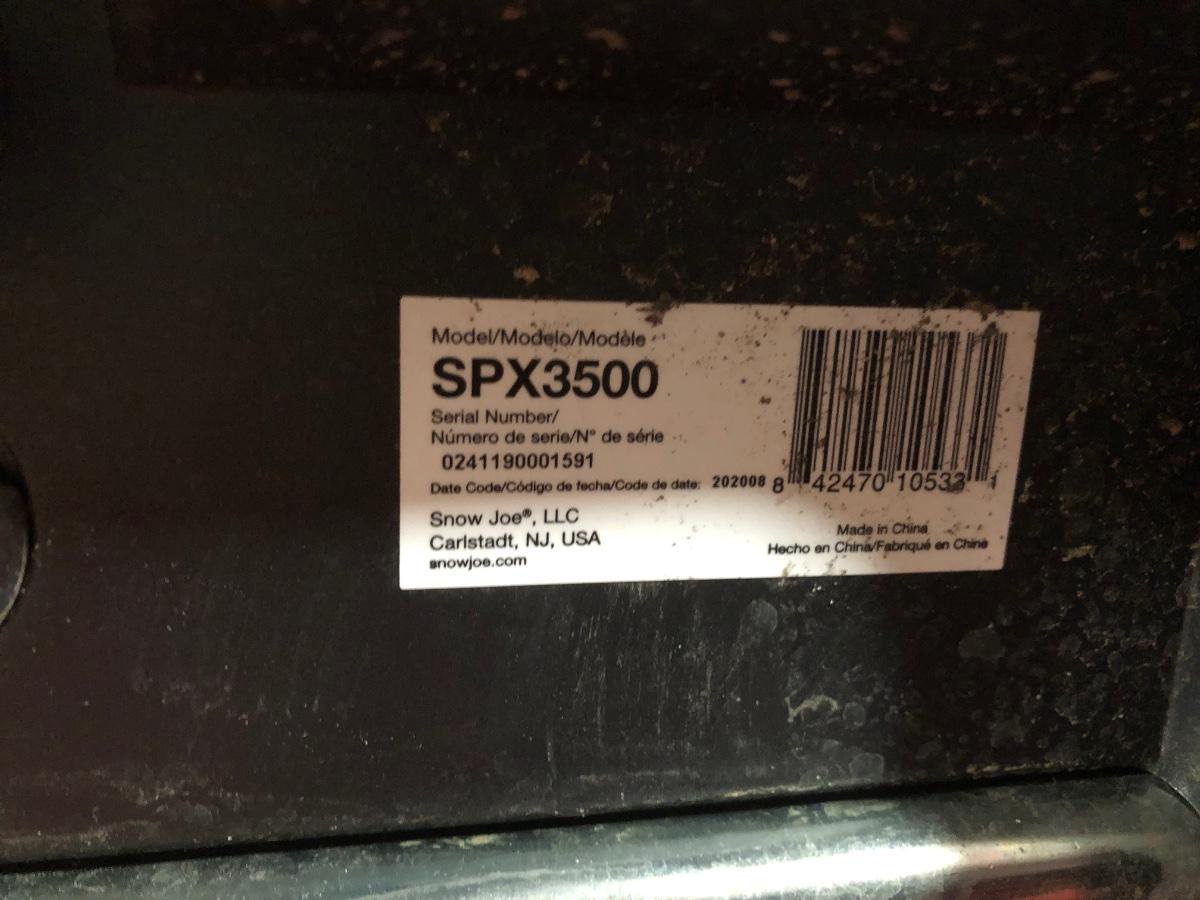 Model/Modelo/Modèle
SPX3500
Serial Number/
Número de serie/N° de série
0241190001591
Date Code/Código de fecha/Code de date: 202008
Snow Joe®, LLC
Carlstadt, NJ, USA
snowjoe.com
8 42470 10533 1
Made in China
Hecho en China/Fabriqué en Chine